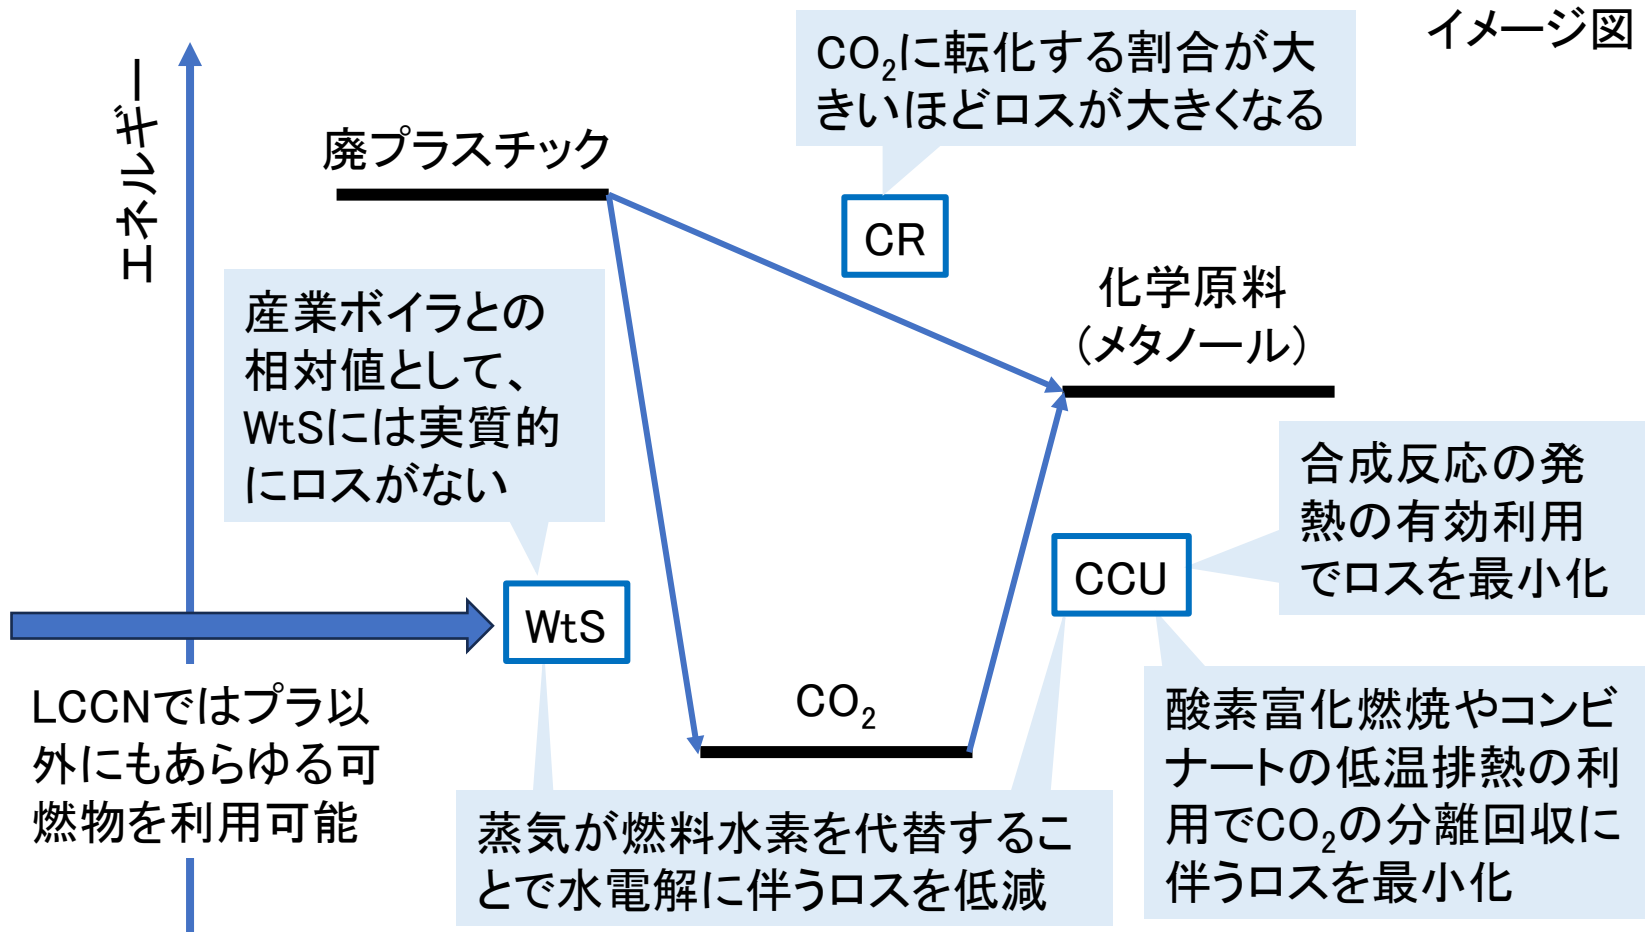 イメージ図
CO₂に転化する割合が大
きいほどロスが大きくなる
エネルギー
廃プラスチック
CR
化学原料
（メタノール）
産業ボイラとの
相対値として、
WtSには実質的
にロスがない
合成反応の発
熱の有効利用
でロスを最小化
CCU
WtS
LCCNではプラ以
外にもあらゆる可
燃物を利用可能
CO₂
酸素富化燃焼やコンビ
ナートの低温排熱の利
用でCO₂の分離回収に
伴うロスを最小化
蒸気が燃料水素を代替するこ
とで水電解に伴うロスを低減